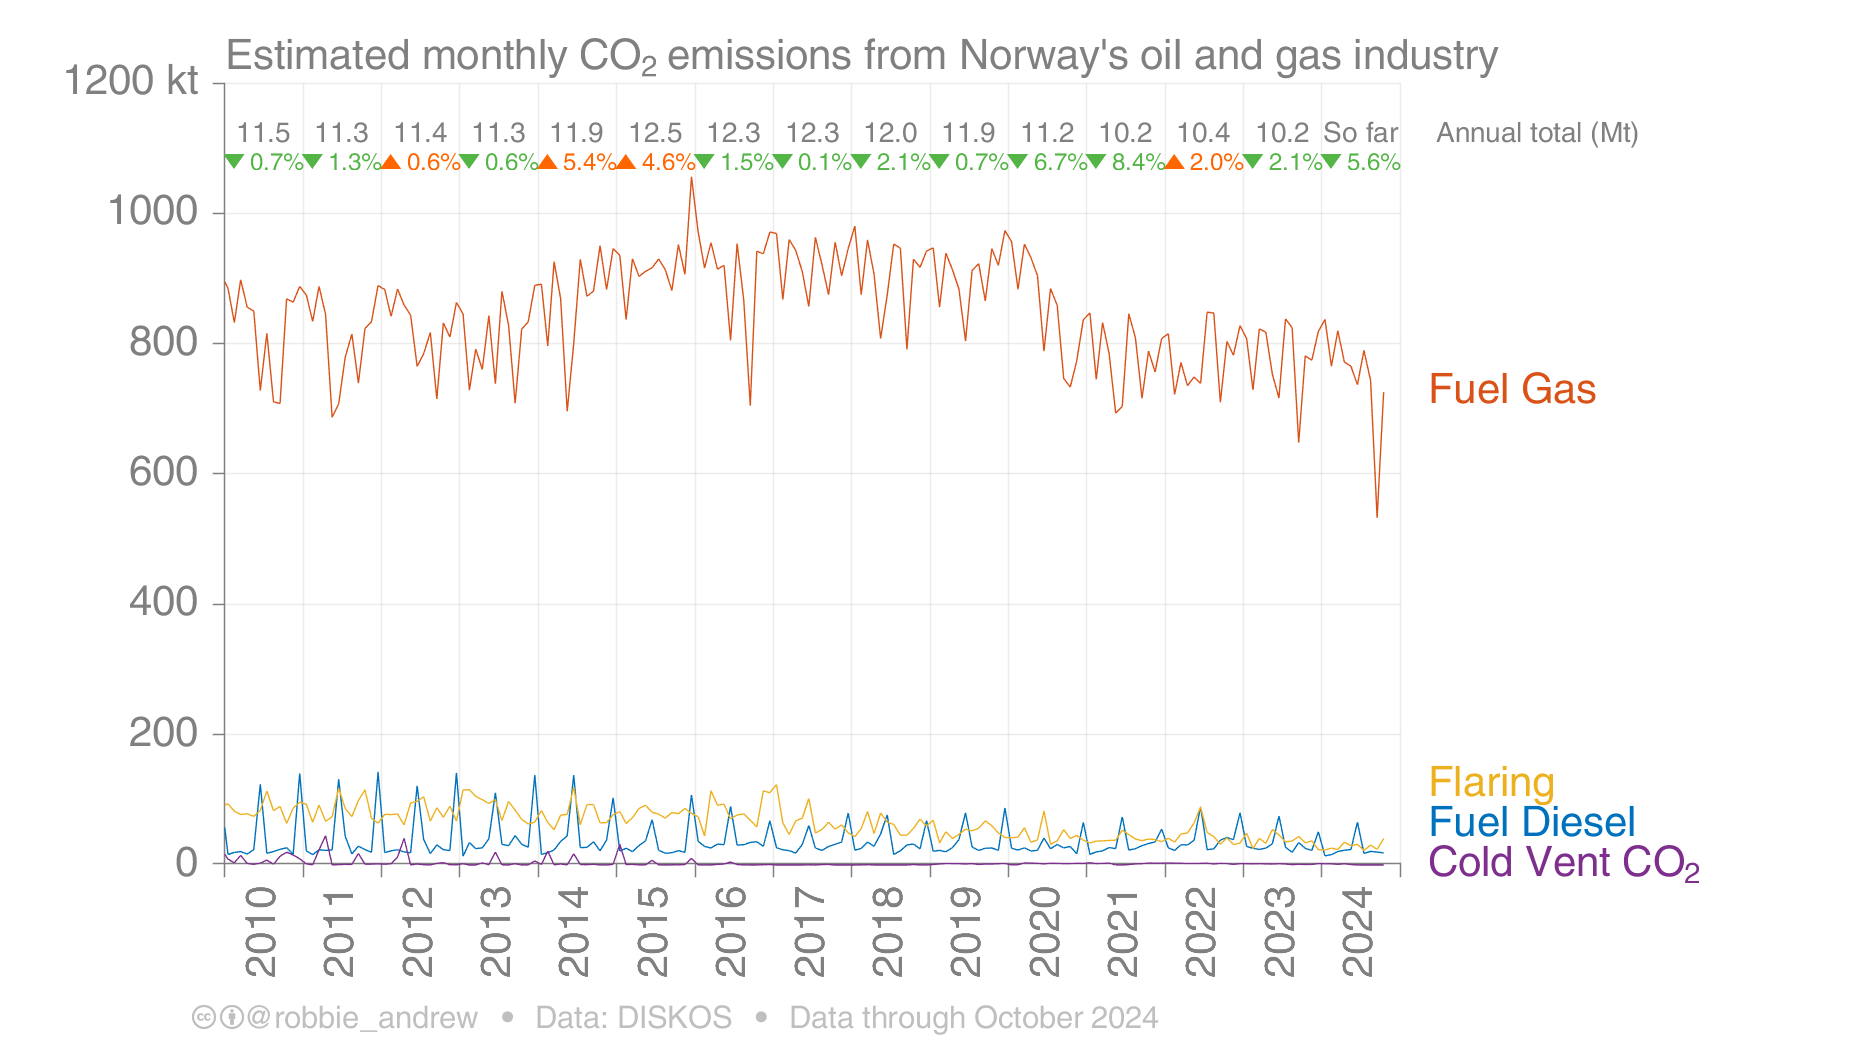 Estimated monthly CO₂ emissions from Norway's oil and gas industry
1200 kt
11.5 11.3 11.4 11.3 11.9 12.5 12.3 12.3 12.0 11.9 11.2 10.2 10.4 10.2 So far Annual total (Mt)
▼ 0.7% ▼ 1.3% ▲ 0.6% ▼ 0.6% ▲ 5.4% ▲ 4.6% ▼ 1.5% ▼ 0.1% ▼ 2.1% ▼ 0.7% ▼ 6.7% ▼ 8.4% ▲ 2.0% ▼ 2.1% ▼ 5.6%
1000
800
Fuel Gas
600
400
200
Flaring
Fuel Diesel
0
Cold Vent CO₂
2010 2011 2012 2013 2014 2015 2016 2017 2018 2019 2020 2021 2022 2023 2024
cc @robbie_andrew • Data: DISKOS • Data through October 2024